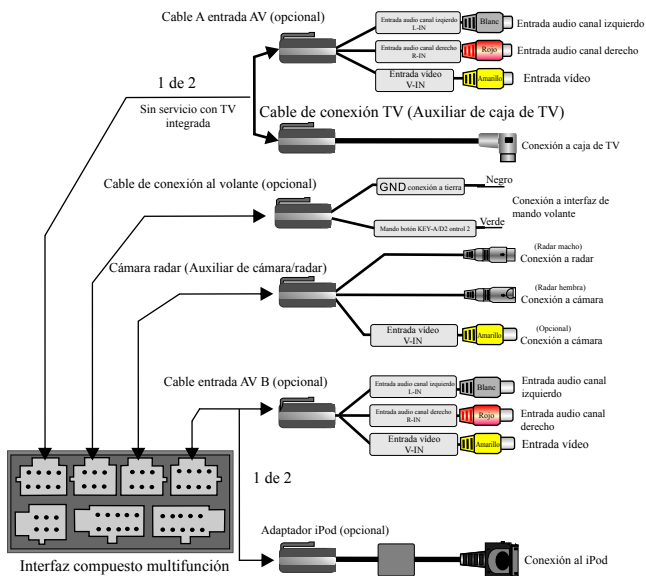 Cable A entrada AV (opcional)
Entrada audio canal izquierdo
L-IN
Blanc
Entrada audio canal izquierdo
Entrada audio canal derecho
R-IN
Rojo
Entrada audio canal derecho
Entrada vídeo
V-IN
Amarillo
Entrada vídeo
1 de 2
Sin servicio con TV
integrada
Cable de conexión TV (Auxiliar de caja de TV)
Conexión a caja de TV
Cable de conexión al volante (opcional)
GND conexión a tierra
Negro
Conexión a interfaz de
mando volante
Mando botón KEY-A/D2 ontrol 2
Verde
Cámara radar (Auxiliar de cámara/radar)
(Radar macho)
Conexión a radar
(Radar hembra)
Conexión a cámara
Entrada vídeo
V-IN
Amarillo
(Opcional)
Conexión a cámara
Cable entrada AV B (opcional)
Entrada audio canal izquierdo
L-IN
Blanc
Entrada audio canal
izquierdo
Entrada audio canal derecho
R-IN
Rojo
Entrada audio canal
derecho
Entrada vídeo
V-IN
Amarillo
Entrada vídeo
1 de 2
Adaptador iPod (opcional)
Conexión al iPod
Interfaz compuesto multifunción